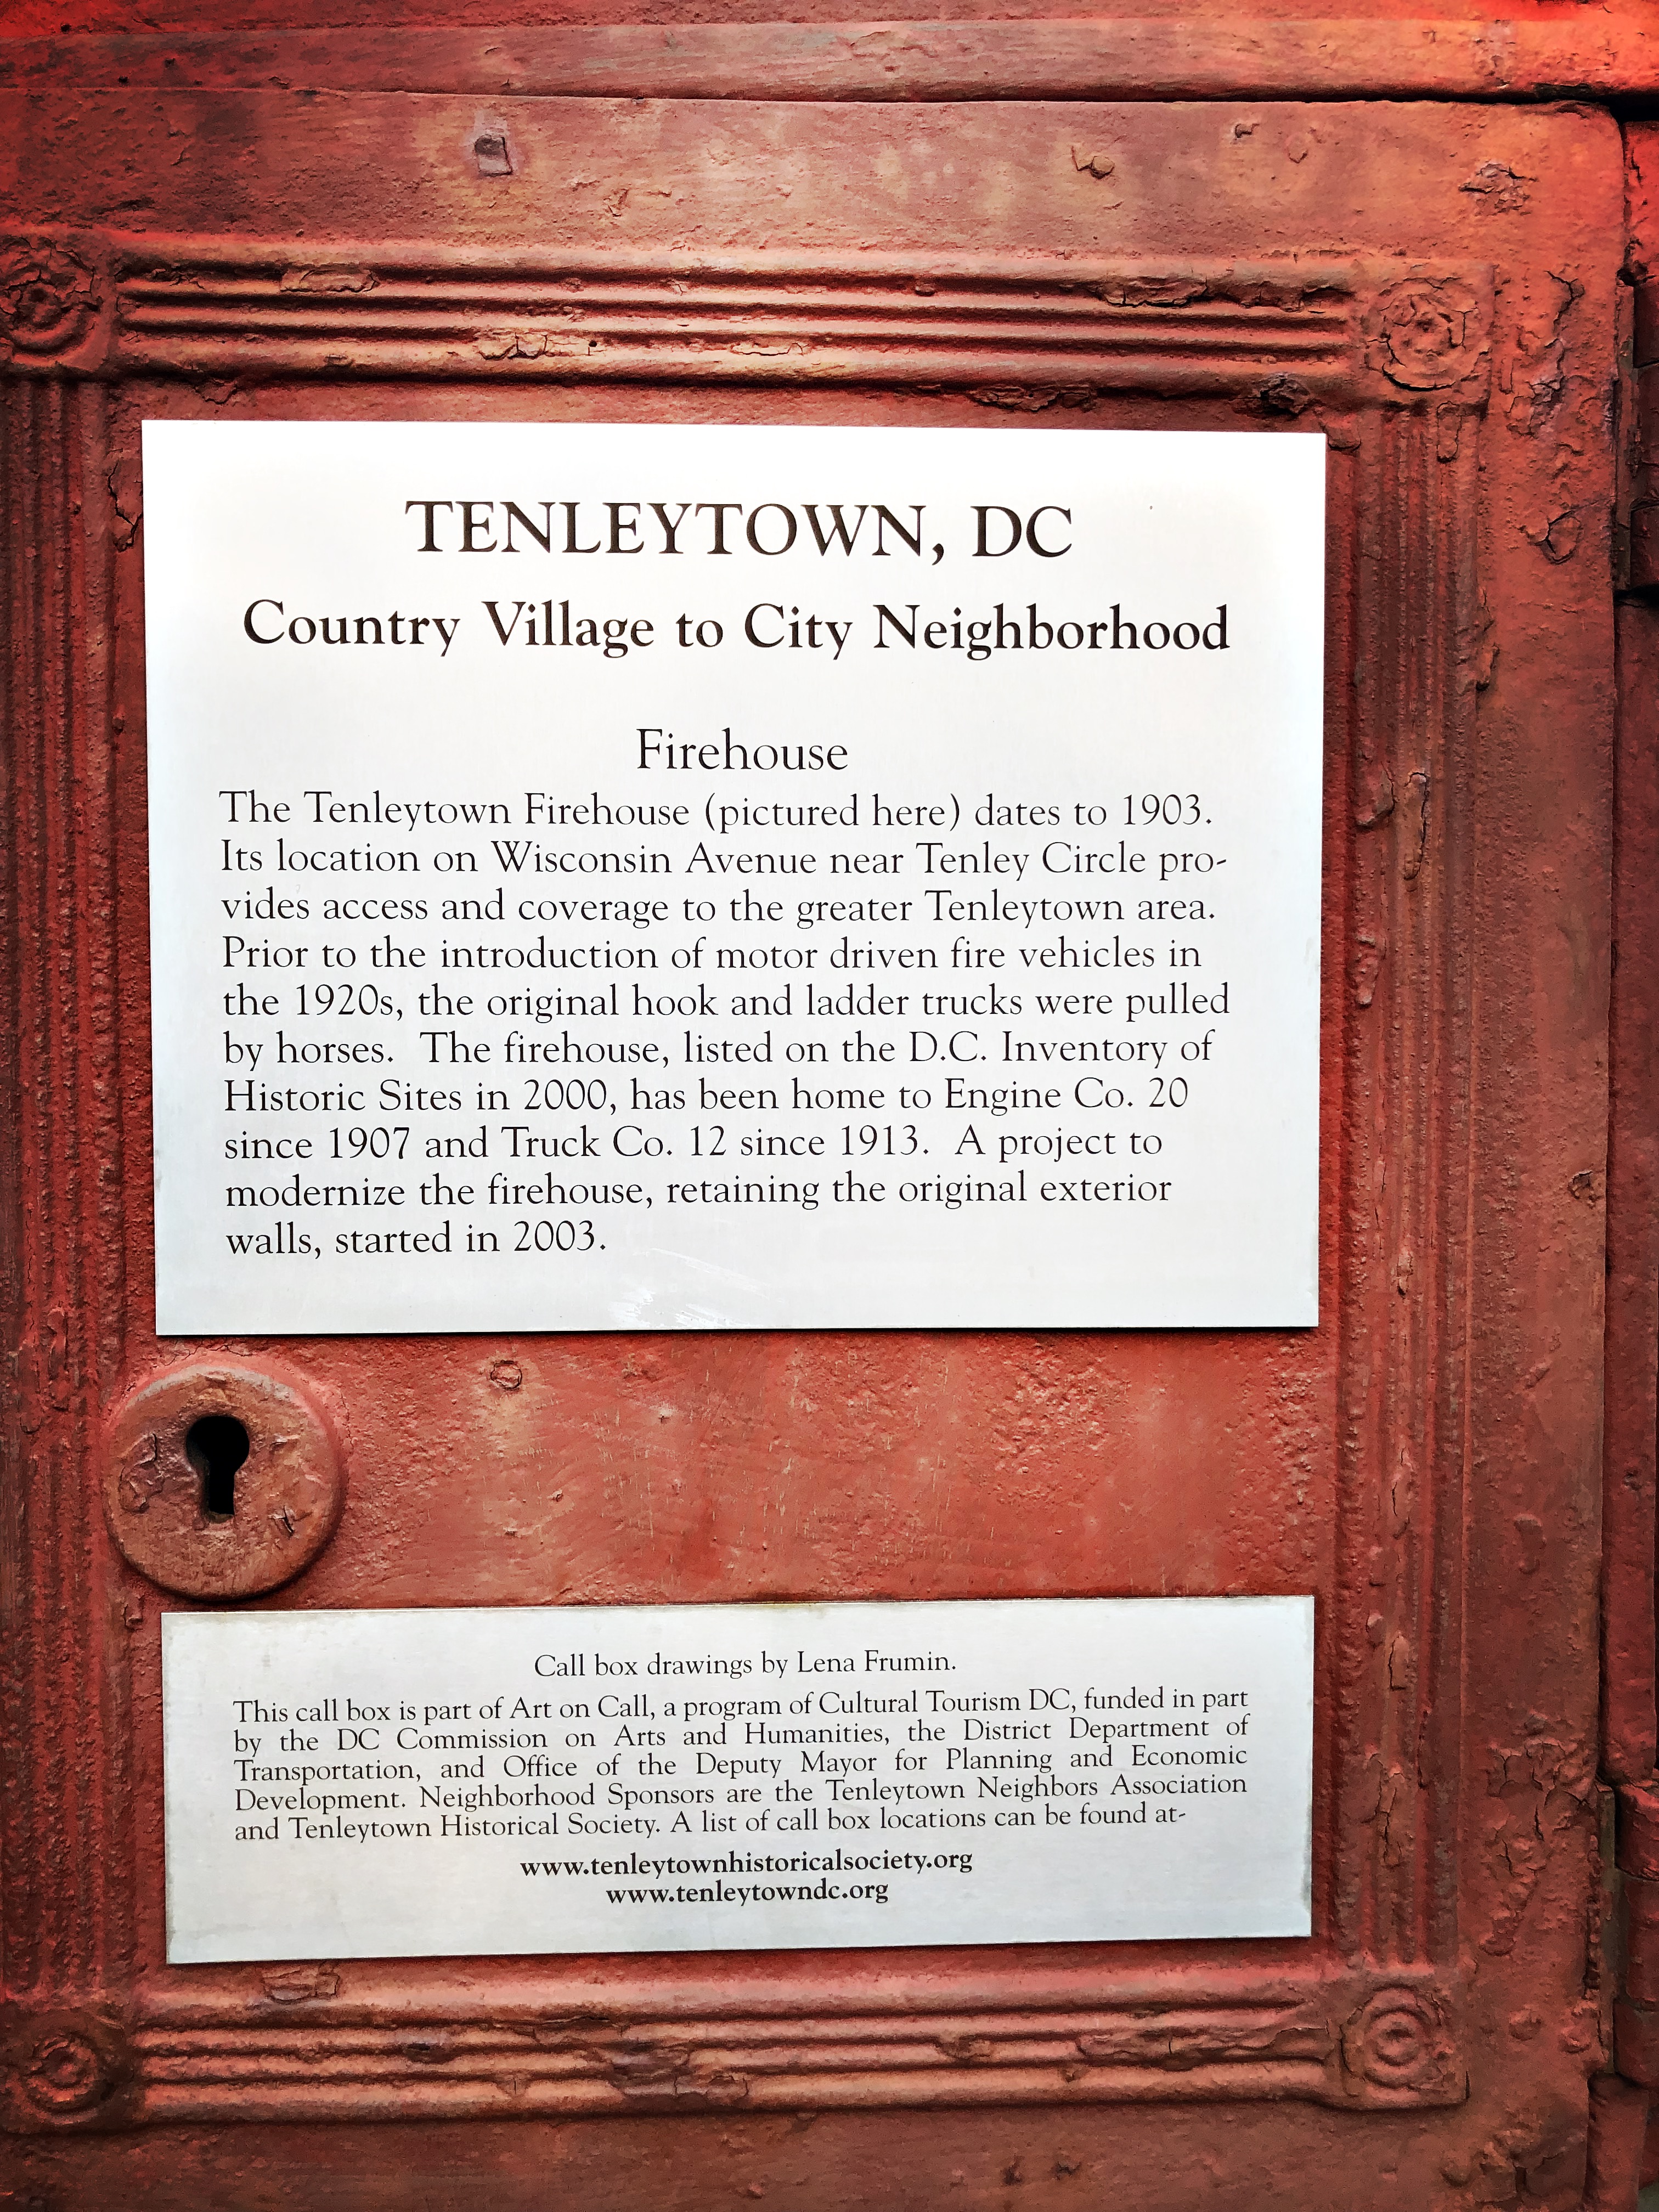 TENLEYTOWN, DC
Country Village to City Neighborhood
Firehouse
The Tenleytown Firehouse (pictured here) dates to 1903.
Its location on Wisconsin Avenue near Tenley Circle pro-
vides access and coverage to the greater Tenleytown area.
Prior to the introduction of motor driven fire vehicles in
the 1920s, the original hook and ladder trucks were pulled
by horses.  The firehouse, listed on the D.C. Inventory of
Historic Sites in 2000, has been home to Engine Co. 20
since 1907 and Truck Co. 12 since 1913.  A project to
modernize the firehouse, retaining the original exterior
walls, started in 2003.
Call box drawings by Lena Frumin.
This call box is part of Art on Call, a program of Cultural Tourism DC, funded in part
by the DC Commission on Arts and Humanities, the District Department of
Transportation, and Office of the Deputy Mayor for Planning and Economic
Development. Neighborhood Sponsors are the Tenleytown Neighbors Association
and Tenleytown Historical Society. A list of call box locations can be found at-
www.tenleytownhistoricalsociety.org
www.tenleytowndc.org